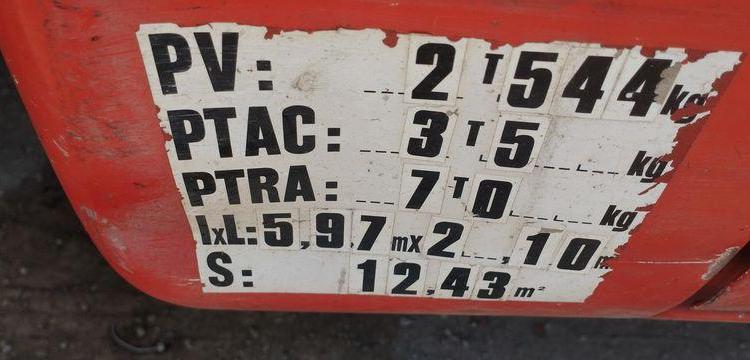 PV: 2 T 544 kg
PTAC: 3 T 5 kg
PTRA: 7 T 0 kg
lxL: 5,97 mx 2,10 m
S: 12,43 m²